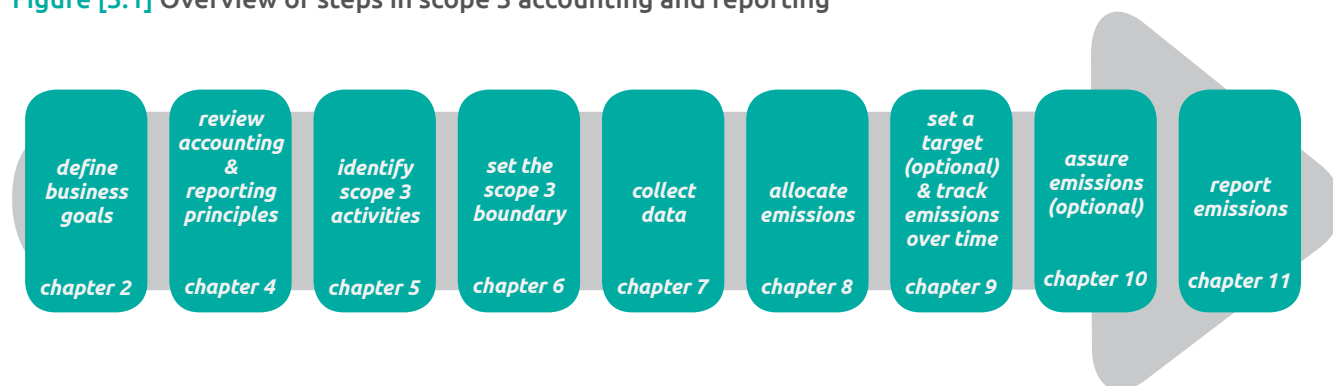 Figure [3.1] Overview of steps in scope 3 accounting and reporting
define
business
goals
chapter 2
review
accounting
&
reporting
principles
chapter 4
identify
scope 3
activities
chapter 5
set the
scope 3
boundary
chapter 6
collect
data
chapter 7
allocate
emissions
chapter 8
set a
target
(optional)
& track
emissions
over time
chapter 9
assure
emissions
(optional)
chapter 10
report
emissions
chapter 11